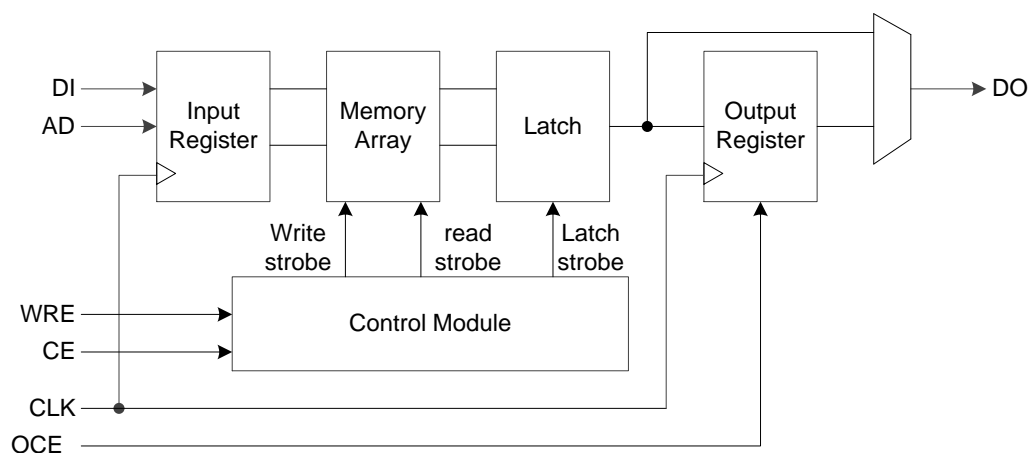 DI
AD
Input
Register
Memory
Array
Latch
Output
Register
DO
Write
strobe
read
strobe
Latch
strobe
WRE
CE
Control Module
CLK
OCE